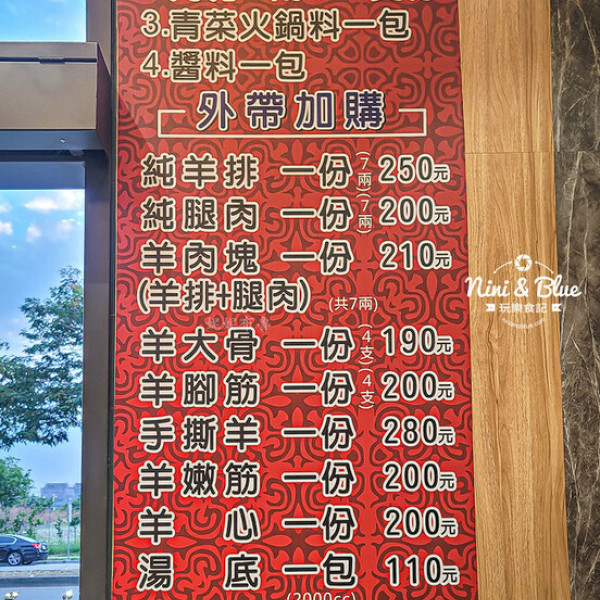 3.青菜火鍋料一包
4.醬料一包
外帶加購
純羊排 一份(7兩) 250元
純腿肉 一份(7兩) 200元
羊肉塊 一份 210元
(羊排+腿肉) (共7兩)
羊大骨 一份(4支) 190元
羊腳筋 一份(4支) 200元
手撕羊 一份 280元
羊嫩筋 一份 200元
羊 心 一份 200元
湯 底 一包 110元
(2000cc)
Nini & Blue
玩樂食記